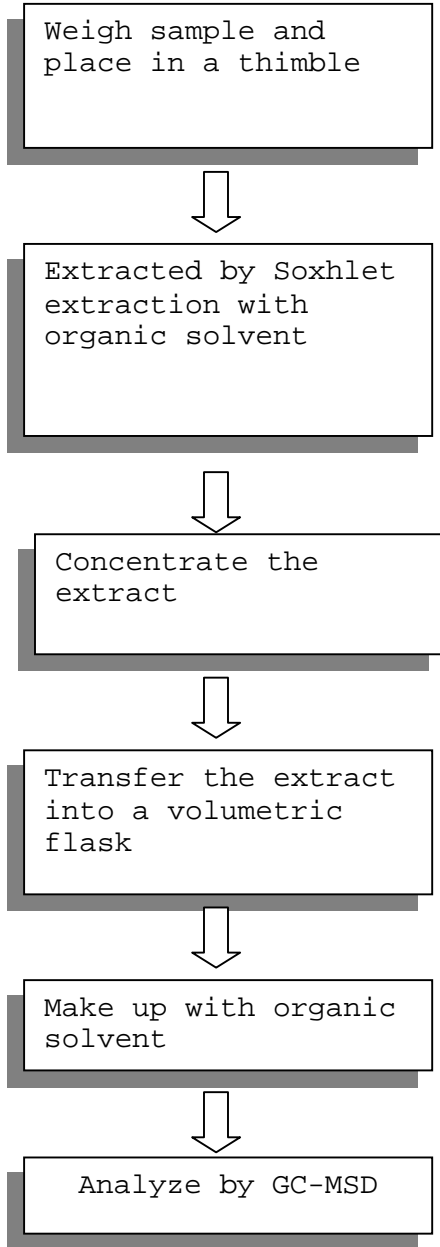 Weigh sample and
place in a thimble
Extracted by Soxhlet
extraction with
organic solvent
Concentrate the
extract
Transfer the extract
into a volumetric
flask
Make up with organic
solvent
Analyze by GC-MSD